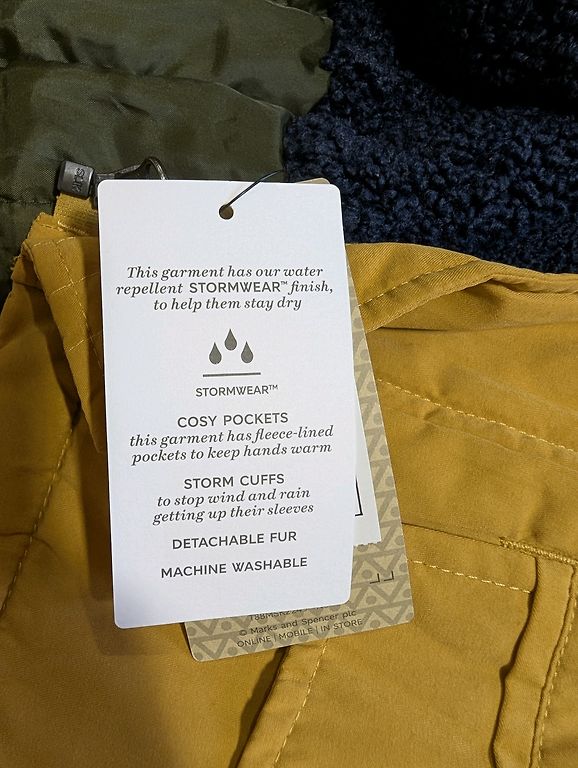 This garment has our water
repellent STORMWEAR™ finish,
to help them stay dry
STORMWEAR™
COSY POCKETS
this garment has fleece-lined
pockets to keep hands warm
STORM CUFFS
to stop wind and rain
getting up their sleeves
DETACHABLE FUR
MACHINE WASHABLE
© Marks and Spencer plc
ONLINE | MOBILE | IN STORE